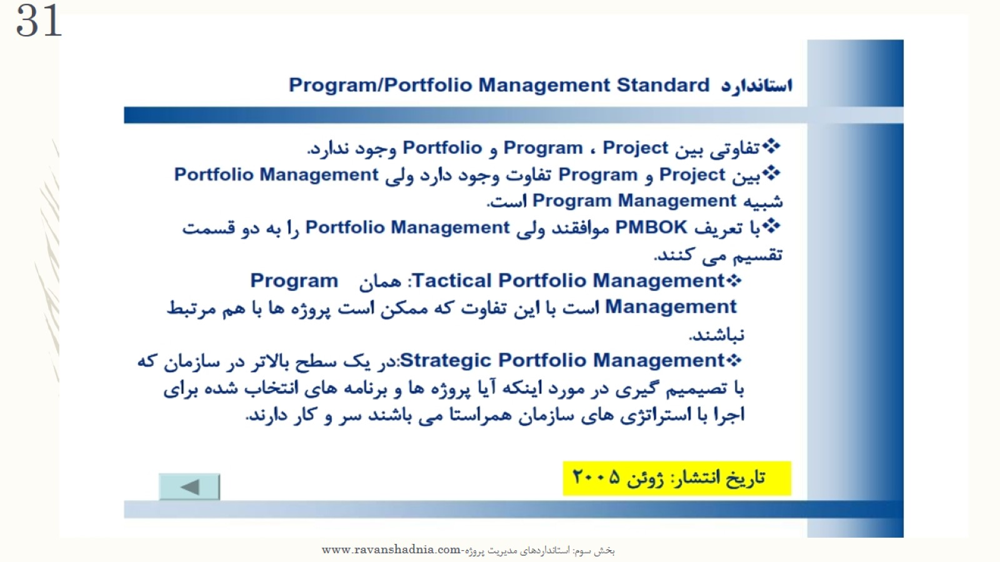 31
استاندارد Program/Portfolio Management Standard
❖تفاوتی بین Program ، Project و Portfolio وجود ندارد.
❖بین Project و Program تفاوت وجود دارد ولی Portfolio Management
شبیه Program Management است.
❖با تعریف PMBOK موافقند ولی Portfolio Management را به دو قسمت
تقسیم می کنند.
❖Tactical Portfolio Management: همان Program
Management است با این تفاوت که ممکن است پروژه ها با هم مرتبط
نباشند.
❖Strategic Portfolio Management:در یک سطح بالاتر در سازمان که
با تصیمیم گیری در مورد اینکه آیا پروژه ها و برنامه های انتخاب شده برای
اجرا با استراتژی های سازمان همراستا می باشند سر و کار دارند.
تاریخ انتشار: ژوئن ۲۰۰۵
بخش سوم: استانداردهای مدیریت پروژه-www.ravanshadnia.com